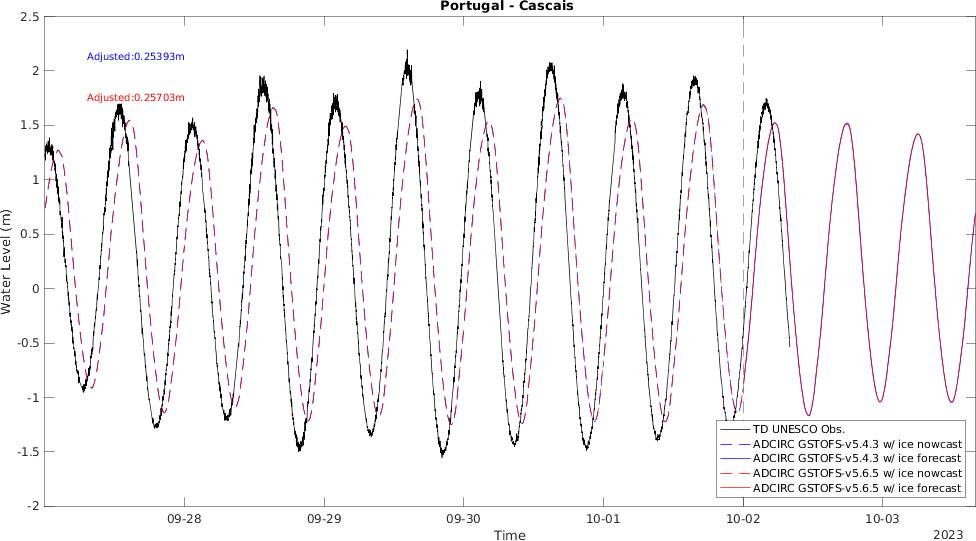 Portugal - Cascais
2.5
2
1.5
1
0.5
0
-0.5
-1
-1.5
-2
Water Level (m)
Adjusted:0.25393m
Adjusted:0.25703m
TD UNESCO Obs.
ADCIRC GSTOFS-v5.4.3 w/ ice nowcast
ADCIRC GSTOFS-v5.4.3 w/ ice forecast
ADCIRC GSTOFS-v5.6.5 w/ ice nowcast
ADCIRC GSTOFS-v5.6.5 w/ ice forecast
09-28 09-29 09-30 10-01 10-02 10-03
Time
2023